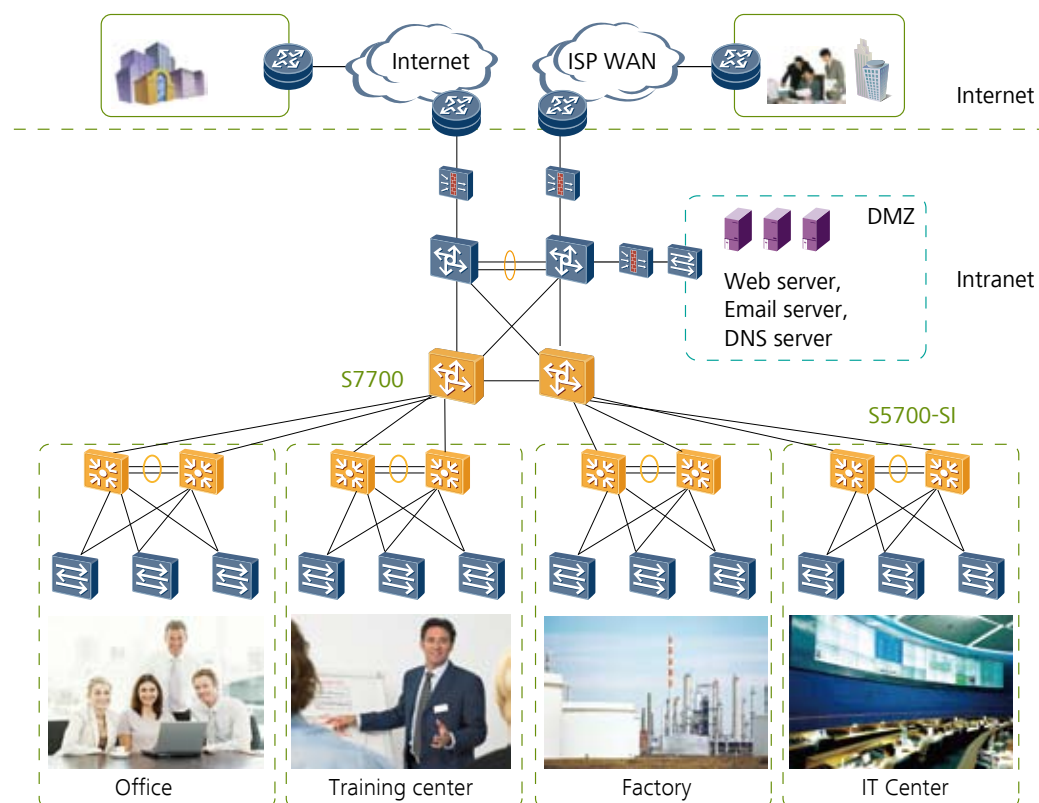 Internet
ISP WAN
Internet
DMZ
Web server,
Email server,
DNS server
Intranet
S7700
S5700-SI
Office
Training center
Factory
IT Center